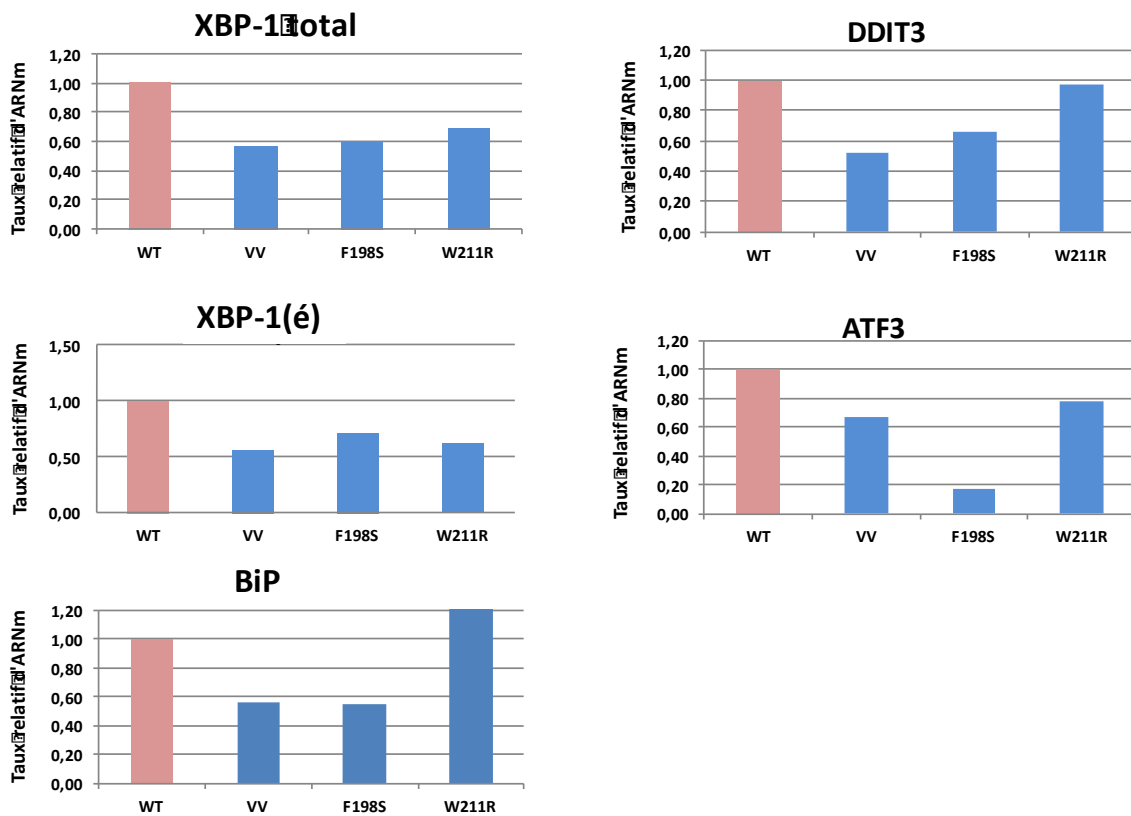 XBP-1 total
Taux relatif d'ARNm
1,20
1,00
0,80
0,60
0,40
0,20
0,00
WT VV F198S W211R
DDIT3
Taux relatif d'ARNm
1,20
1,00
0,80
0,60
0,40
0,20
0,00
WT VV F198S W211R
XBP-1(é)
Taux relatif d'ARNm
1,50
1,00
0,50
0,00
WT VV F198S W211R
ATF3
Taux relatif d'ARNm
1,20
1,00
0,80
0,60
0,40
0,20
0,00
WT VV F198S W211R
BiP
Taux relatif d'ARNm
1,20
1,00
0,80
0,60
0,40
0,20
0,00
WT VV F198S W211R